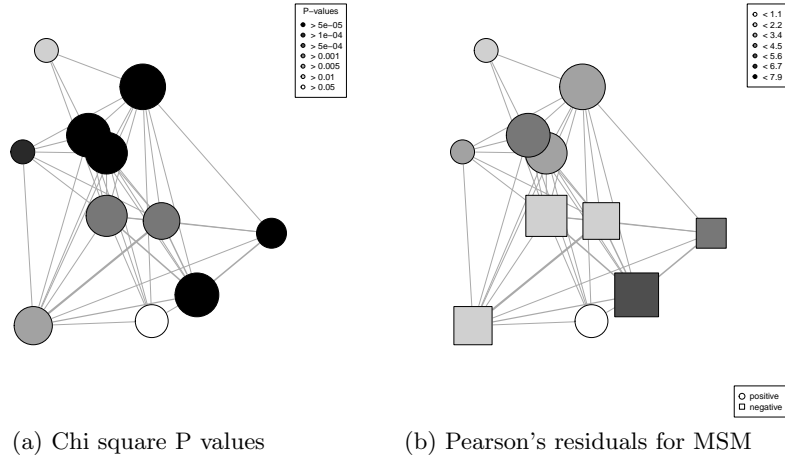 P-values
> 5e-05
> 1e-04
> 5e-04
> 0.001
> 0.005
> 0.01
> 0.05
< 1.1
< 2.2
< 3.4
< 4.5
< 5.6
< 6.7
< 7.9
positive
negative
(a) Chi square P values
(b) Pearson's residuals for MSM